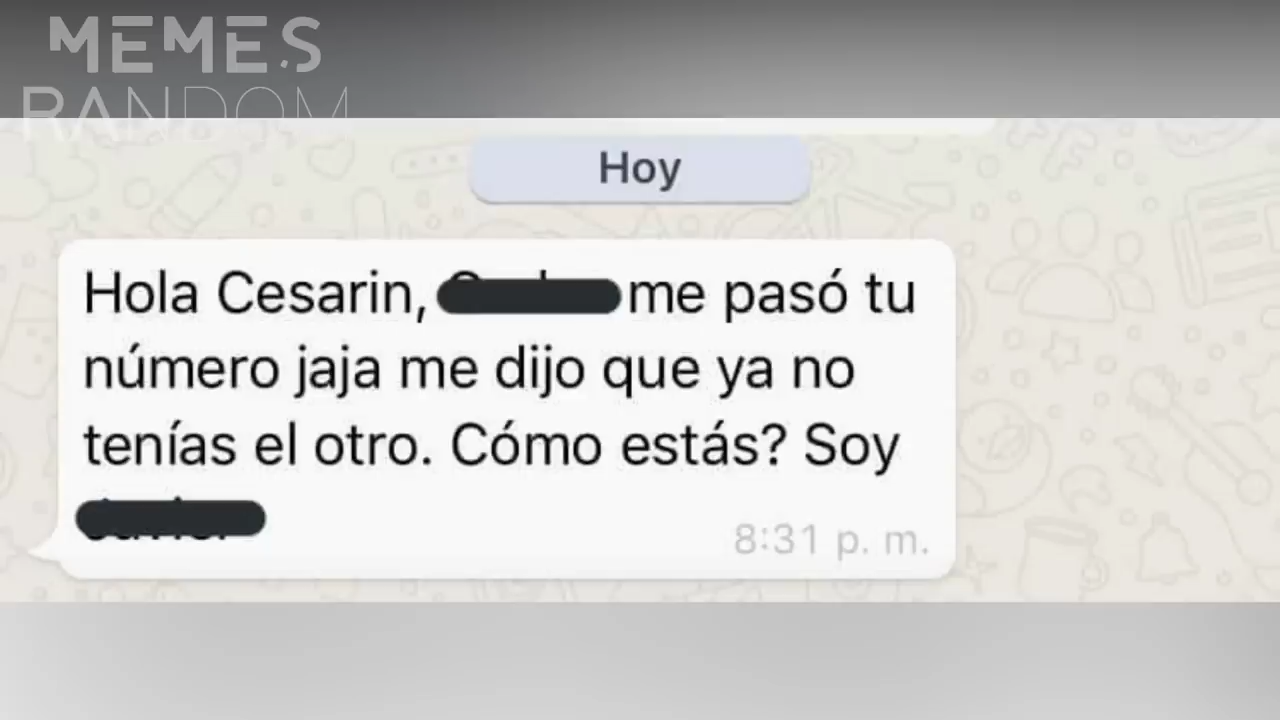 MEMES
RANDOM
Hoy
Hola Cesarin, me pasó tu
número jaja me dijo que ya no
tenías el otro. Cómo estás? Soy
8:31 p. m.